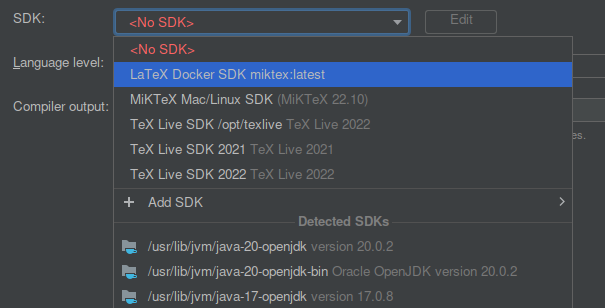 SDK:
<No SDK>
Edit
<No SDK>
Language level:
LaTeX Docker SDK miktex:latest
MiKTeX Mac/Linux SDK (MiKTeX 22.10)
Compiler output:
TeX Live SDK /opt/texlive TeX Live 2022
es.
TeX Live SDK 2021 TeX Live 2021
TeX Live SDK 2022 TeX Live 2022
Add SDK
Detected SDKs
/usr/lib/jvm/java-20-openjdk version 20.0.2
/usr/lib/jvm/java-20-openjdk-bin Oracle OpenJDK version 20.0.2
/usr/lib/jvm/java-17-openjdk version 17.0.8